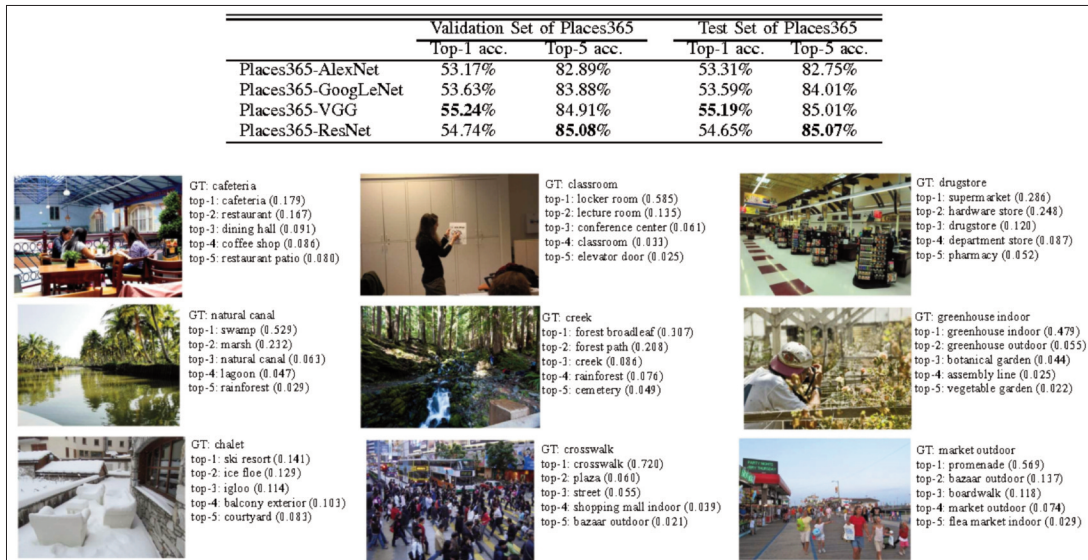 Validation Set of Places365 Test Set of Places365
Top-1 acc. Top-5 acc. Top-1 acc. Top-5 acc.
Places365-AlexNet 53.17% 82.89% 53.31% 82.75%
Places365-GoogLeNet 53.63% 83.88% 53.59% 84.01%
Places365-VGG 55.24% 84.91% 55.19% 85.01%
Places365-ResNet 54.74% 85.08% 54.65% 85.07%
GT: cafeteria
top-1: cafeteria (0.179)
top-2: restaurant (0.167)
top-3: dining hall (0.091)
top-4: coffee shop (0.086)
top-5: restaurant patio (0.080)
GT: classroom
top-1: locker room (0.585)
top-2: lecture room (0.135)
top-3: conference center (0.061)
top-4: classroom (0.033)
top-5: elevator door (0.025)
GT: drugstore
top-1: supermarket (0.286)
top-2: hardware store (0.248)
top-3: drugstore (0.120)
top-4: department store (0.087)
top-5: pharmacy (0.052)
GT: natural canal
top-1: swamp (0.529)
top-2: marsh (0.232)
top-3: natural canal (0.063)
top-4: lagoon (0.047)
top-5: rainforest (0.029)
GT: creek
top-1: forest broadleaf (0.307)
top-2: forest path (0.208)
top-3: creek (0.086)
top-4: rainforest (0.076)
top-5: cemetery (0.049)
GT: greenhouse indoor
top-1: greenhouse indoor (0.479)
top-2: greenhouse outdoor (0.055)
top-3: botanical garden (0.044)
top-4: assembly line (0.025)
top-5: vegetable garden (0.022)
GT: chalet
top-1: ski resort (0.141)
top-2: ice floe (0.129)
top-3: igloo (0.114)
top-4: balcony exterior (0.103)
top-5: courtyard (0.083)
GT: crosswalk
top-1: crosswalk (0.720)
top-2: plaza (0.060)
top-3: street (0.055)
top-4: shopping mall indoor (0.039)
top-5: bazaar outdoor (0.021)
GT: market outdoor
top-1: promenade (0.569)
top-2: bazaar outdoor (0.137)
top-3: boardwalk (0.118)
top-4: market outdoor (0.074)
top-5: flea market indoor (0.029)